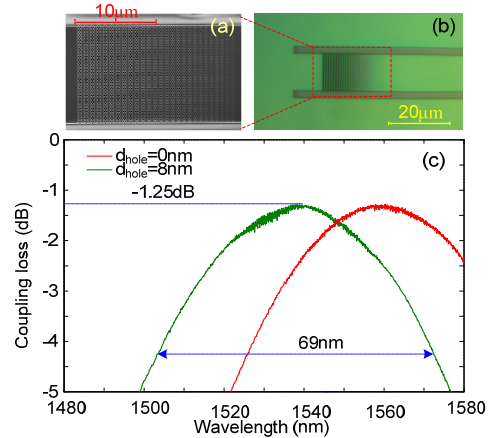 10μm
(a)
(b)
20μm
0
-1
-2
-3
-4
-5
Coupling loss (dB)
d_hole=0nm
d_hole=8nm
(c)
-1.25dB
69nm
1480
1500
1520
1540
1560
1580
Wavelength (nm)